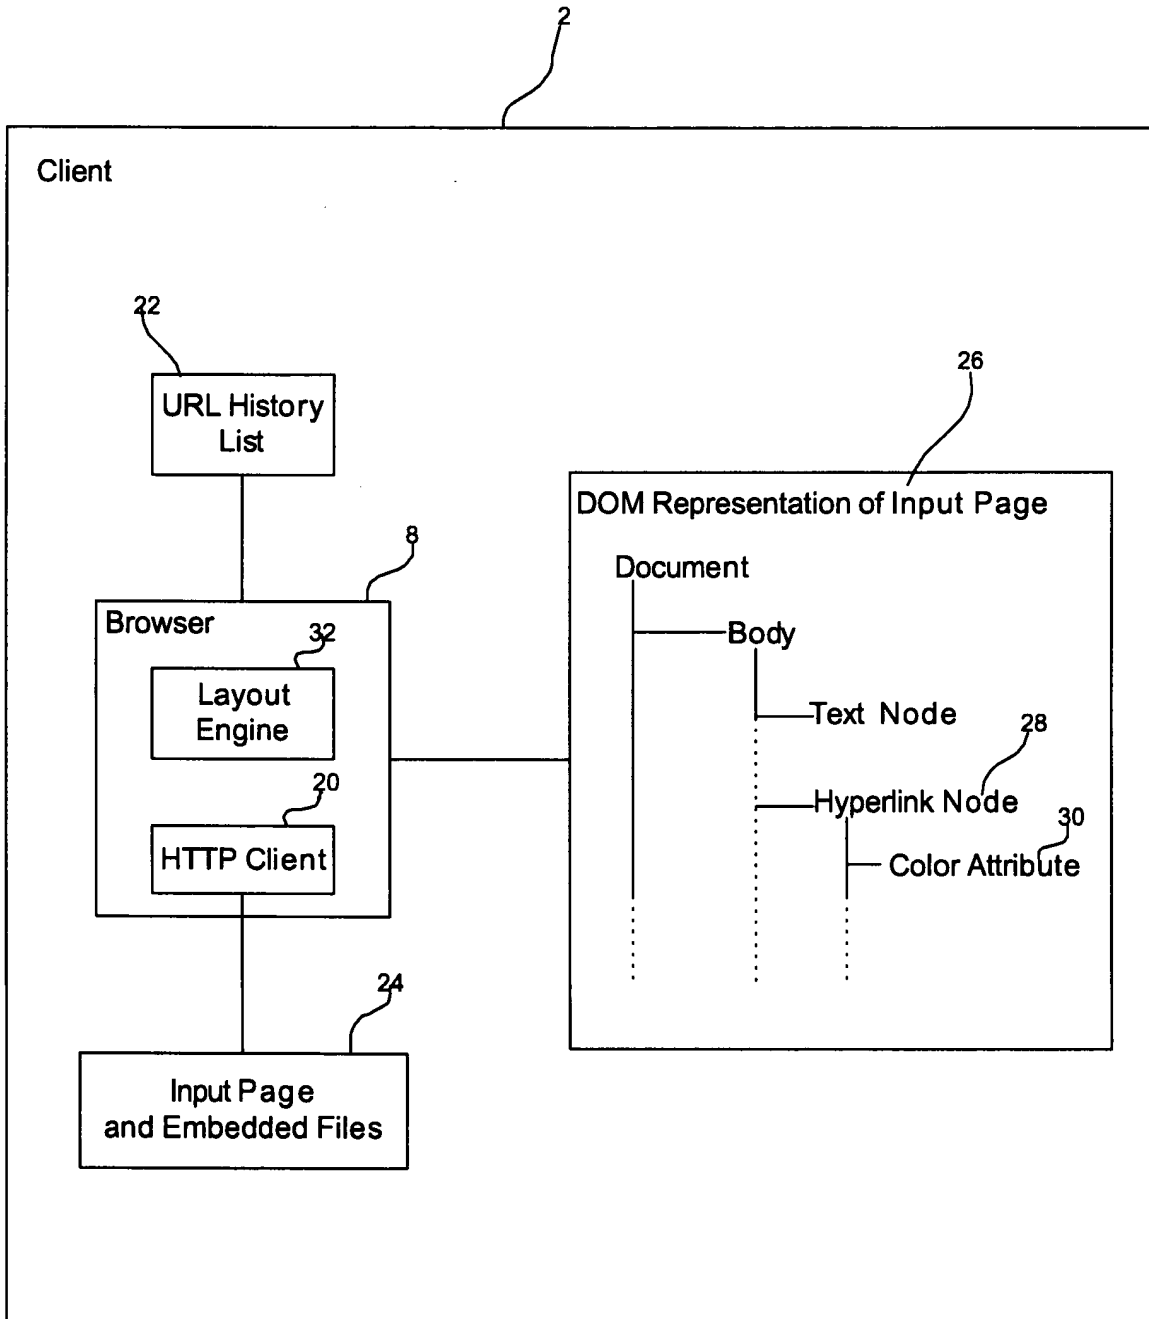 2
Client
22
URL History
List
26
DOM Representation of Input Page
8
Document
Browser
32
Body
Layout
Engine
Text Node
28
20
Hyperlink Node
30
HTTP Client
Color Attribute
24
Input Page
and Embedded Files